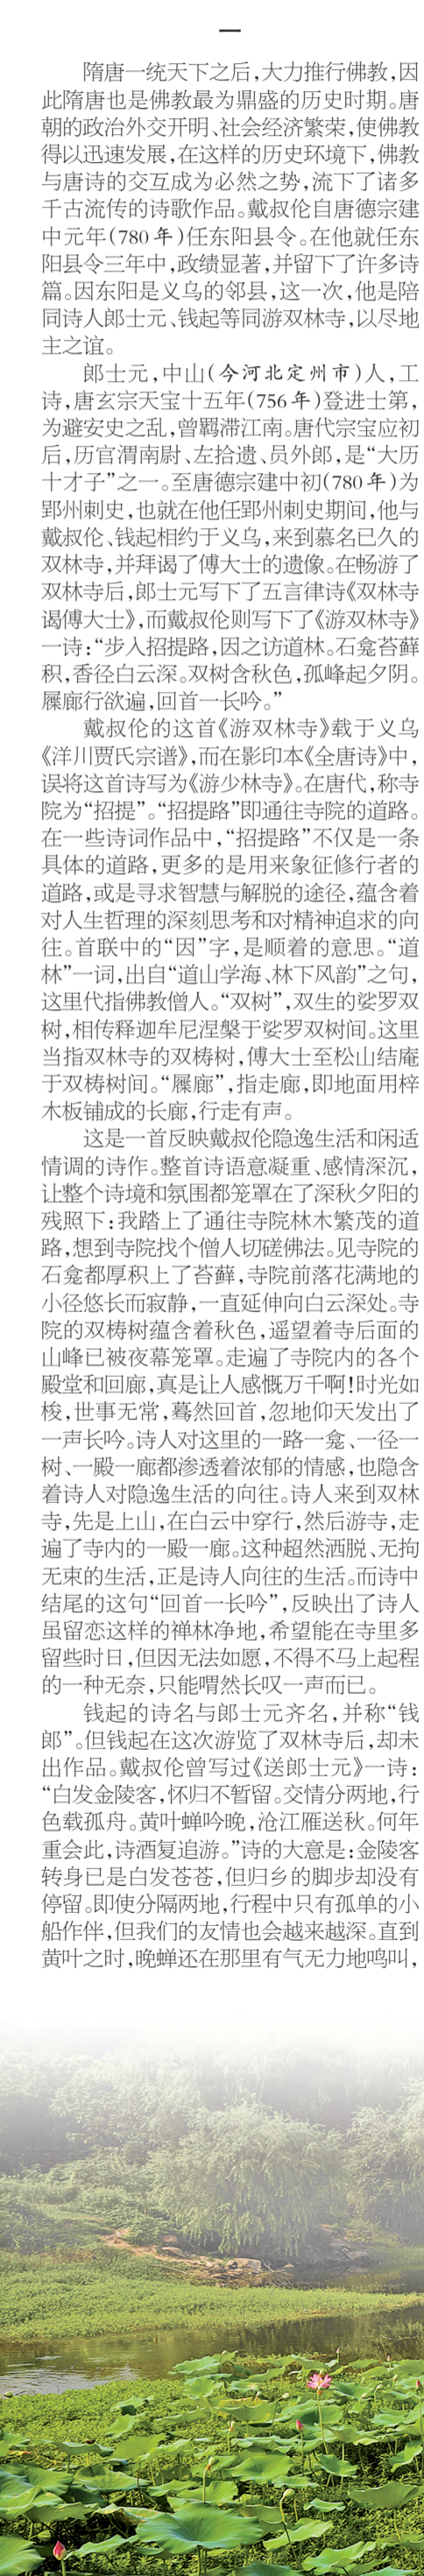 一
隋唐一统天下之后,大力推行佛教,因
此隋唐也是佛教最为鼎盛的历史时期。唐
朝的政治外交开明、社会经济繁荣,使佛教
得以迅速发展,在这样的历史环境下,佛教
与唐诗的交互成为必然之势,流下了诸多
千古流传的诗歌作品。戴叔伦自唐德宗建
中元年(780年)任东阳县令。在他就任东
阳县令三年中,政绩显著,并留下了许多诗
篇。因东阳是义乌的邻县,这一次,他是陪
同诗人郎士元、钱起等同游双林寺,以尽地
主之谊。
郎士元,中山(今河北定州市)人,工
诗,唐玄宗天宝十五年(756年)登进士第,
为避安史之乱,曾羁滞江南。唐代宗宝应初
后,历官渭南尉、左拾遗、员外郎,是“大历
十才子”之一。至唐德宗建中初(780年)为
郢州刺史,也就在他任郢州刺史期间,他与
戴叔伦、钱起相约于义乌,来到慕名已久的
双林寺,并拜谒了傅大士的遗像。在畅游了
双林寺后,郎士元写下了五言律诗《双林寺
谒傅大士》,而戴叔伦则写下了《游双林寺》
一诗:“步入招提路,因之访道林。石龛苔藓
积,香径白云深。双树含秋色,孤峰起夕阴。
屧廊行欲遍,回首一长吟。”
戴叔伦的这首《游双林寺》载于义乌
《洋川贾氏宗谱》,而在影印本《全唐诗》中,
误将这首诗写为《游少林寺》。在唐代,称寺
院为“招提”。“招提路”即通往寺院的道路。
在一些诗词作品中,“招提路”不仅是一条
具体的道路,更多的是用来象征修行者的
道路,或是寻求智慧与解脱的途径,蕴含着
对人生哲理的深刻思考和对精神追求的向
往。首联中的“因”字,是顺着的意思。“道
林”一词,出自“道山学海、林下风韵”之句,
这里代指佛教僧人。“双树”,双生的娑罗双
树,相传释迦牟尼涅槃于娑罗双树间。这里
当指双林寺的双梼树,傅大士至松山结庵
于双梼树间。“屧廊”,指走廊,即地面用梓
木板铺成的长廊,行走有声。
这是一首反映戴叔伦隐逸生活和闲适
情调的诗作。整首诗语意凝重、感情深沉,
让整个诗境和氛围都笼罩在了深秋夕阳的
残照下:我踏上了通往寺院林木繁茂的道
路,想到寺院找个僧人切磋佛法。见寺院的
石龛都厚积上了苔藓,寺院前落花满地的
小径悠长而寂静,一直延伸向白云深处。寺
院的双梼树蕴含着秋色,遥望着寺后面的
山峰已被夜幕笼罩。走遍了寺院内的各个
殿堂和回廊,真是让人感慨万千啊!时光如
梭,世事无常,蓦然回首,忽地仰天发出了
一声长吟。诗人对这里的一路一龛、一径一
树、一殿一廊都渗透着浓郁的情感,也隐含
着诗人对隐逸生活的向往。诗人来到双林
寺,先是上山,在白云中穿行,然后游寺,走
遍了寺内的一殿一廊。这种超然洒脱、无拘
无束的生活,正是诗人向往的生活。而诗中
结尾的这句“回首一长吟”,反映出了诗人
虽留恋这样的禅林净地,希望能在寺里多
留些时日,但因无法如愿,不得不马上起程
的一种无奈,只能喟然长叹一声而已。
钱起的诗名与郎士元齐名,并称“钱
郎”。但钱起在这次游览了双林寺后,却未
出作品。戴叔伦曾写过《送郎士元》一诗:
“白发金陵客,怀归不暂留。交情分两地,行
色载孤舟。黄叶蝉吟晚,沧江雁送秋。何年
重会此,诗酒复追游。”诗的大意是:金陵客
转身已是白发苍苍,但归乡的脚步却没有
停留。即使分隔两地,行程中只有孤单的小
船作伴,但我们的友情也会越来越深。直到
黄叶之时,晚蝉还在那里有气无力地鸣叫,